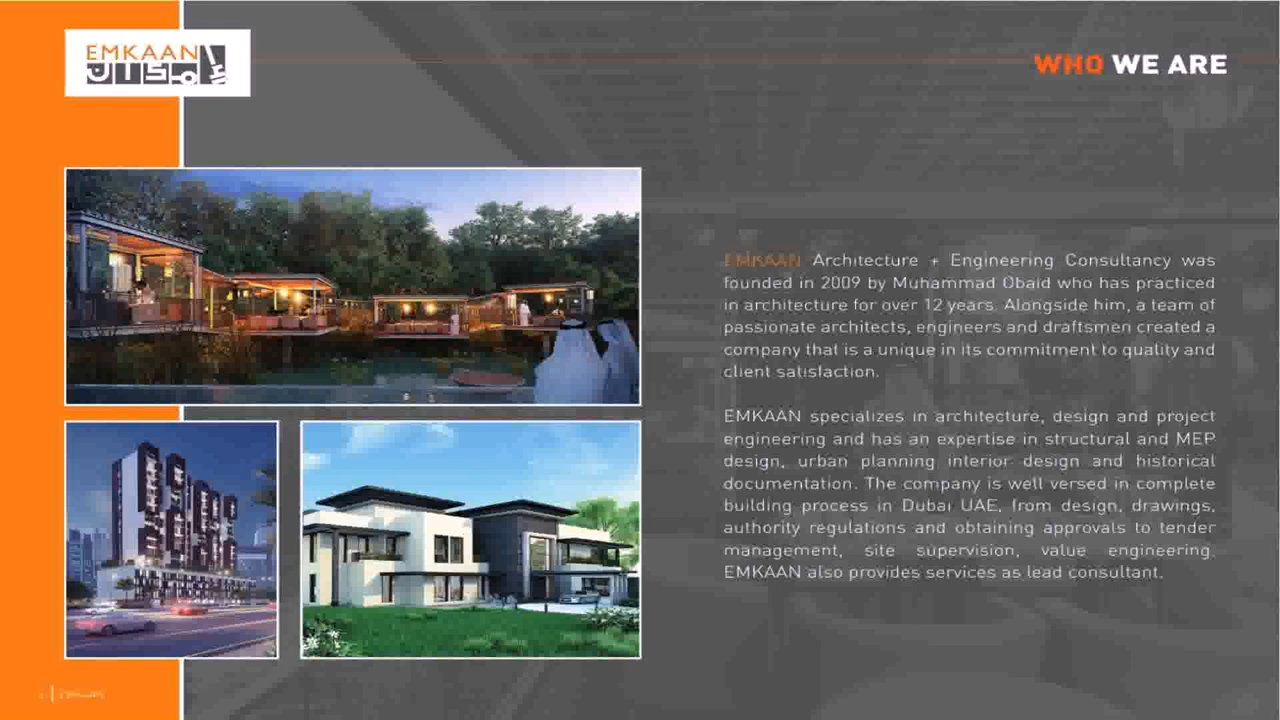 EMKAAN
WHO WE ARE
EMKAAN Architecture + Engineering Consultancy was
founded in 2009 by Muhammad Obaid who has practiced
in architecture for over 12 years. Alongside him, a team of
passionate architects, engineers and draftsmen created a
company that is a unique in its commitment to quality and
client satisfaction.
EMKAAN specializes in architecture, design and project
engineering and has an expertise in structural and MEP
design, urban planning interior design and historical
documentation. The company is well versed in complete
building process in Dubai UAE, from design, drawings,
authority regulations and obtaining approvals to tender
management, site supervision, value engineering.
EMKAAN also provides services as lead consultant.